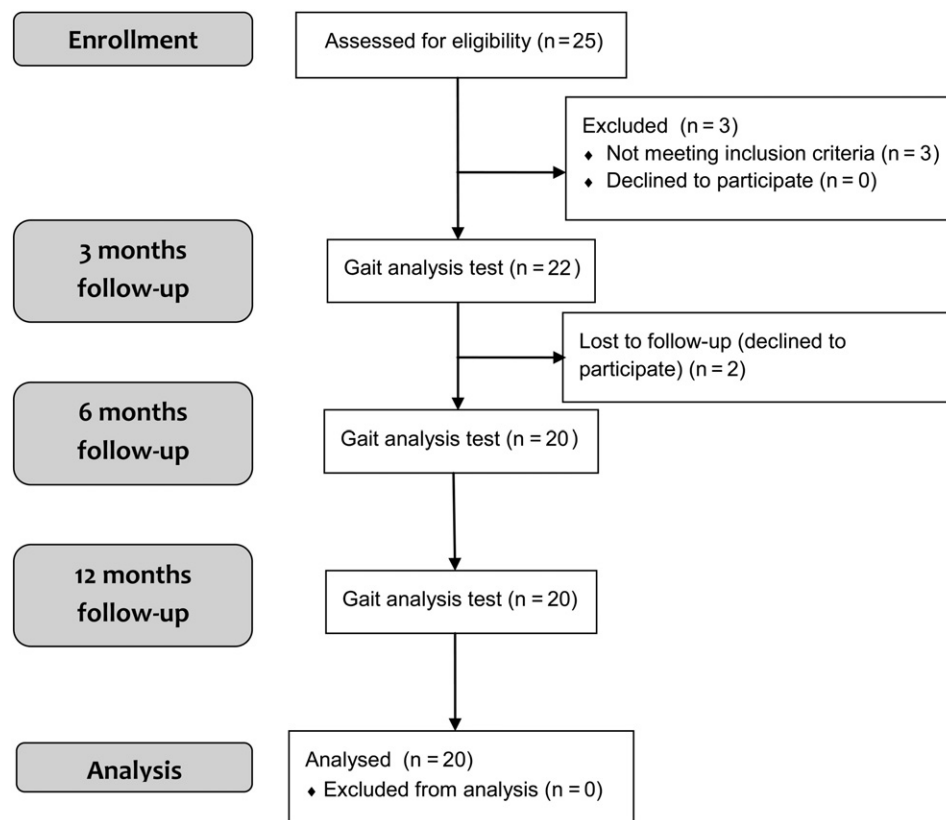 Enrollment
Assessed for eligibility (n=25)
Excluded (n=3)
♦ Not meeting inclusion criteria (n=3)
♦ Declined to participate (n=0)
3 months
follow-up
Gait analysis test (n=22)
Lost to follow-up (declined to
participate) (n=2)
6 months
follow-up
Gait analysis test (n=20)
12 months
follow-up
Gait analysis test (n=20)
Analysis
Analysed (n=20)
♦ Excluded from analysis (n=0)